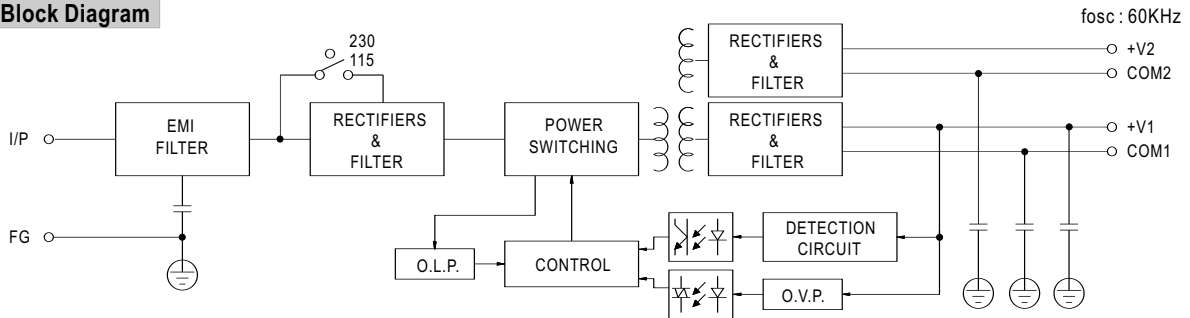 Block Diagram
fosc : 60KHz
230
115
I/P
EMI
FILTER
RECTIFIERS
&
FILTER
POWER
SWITCHING
RECTIFIERS
&
FILTER
+V2
COM2
RECTIFIERS
&
FILTER
+V1
COM1
FG
O.L.P.
CONTROL
DETECTION
CIRCUIT
O.V.P.